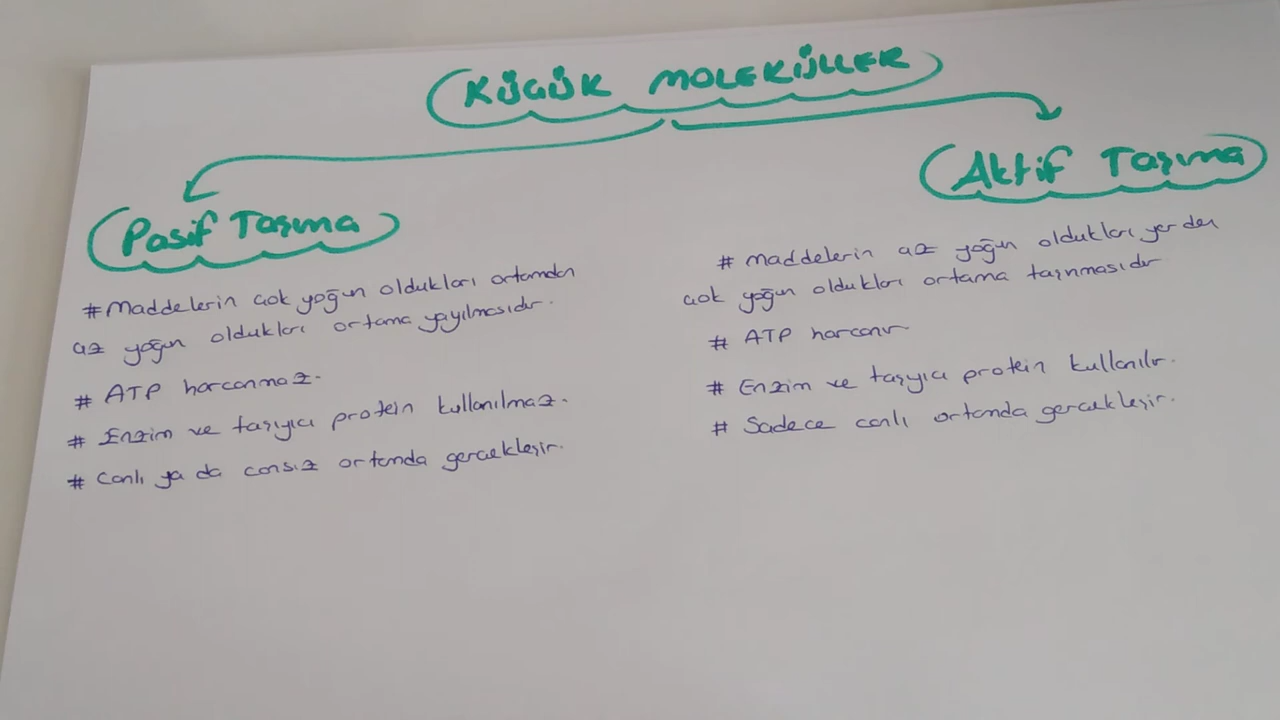 KÜÇÜK MOLEKÜLLER
Pasif Taşıma
# Maddelerin çok yoğun oldukları ortamdan
az yoğun oldukları ortama yayılmasıdır.
# ATP harcanmaz.
# Enzim ve taşıyıcı protein kullanılmaz.
# Canlı ya da cansız ortamda gerçekleşir.
Aktif Taşıma
# Maddelerin az yoğun oldukları yerden
çok yoğun oldukları ortama taşınmasıdır
# ATP harcanır
# Enzim ve taşıyıcı protein kullanılır.
# Sadece canlı ortamda gerçekleşir.